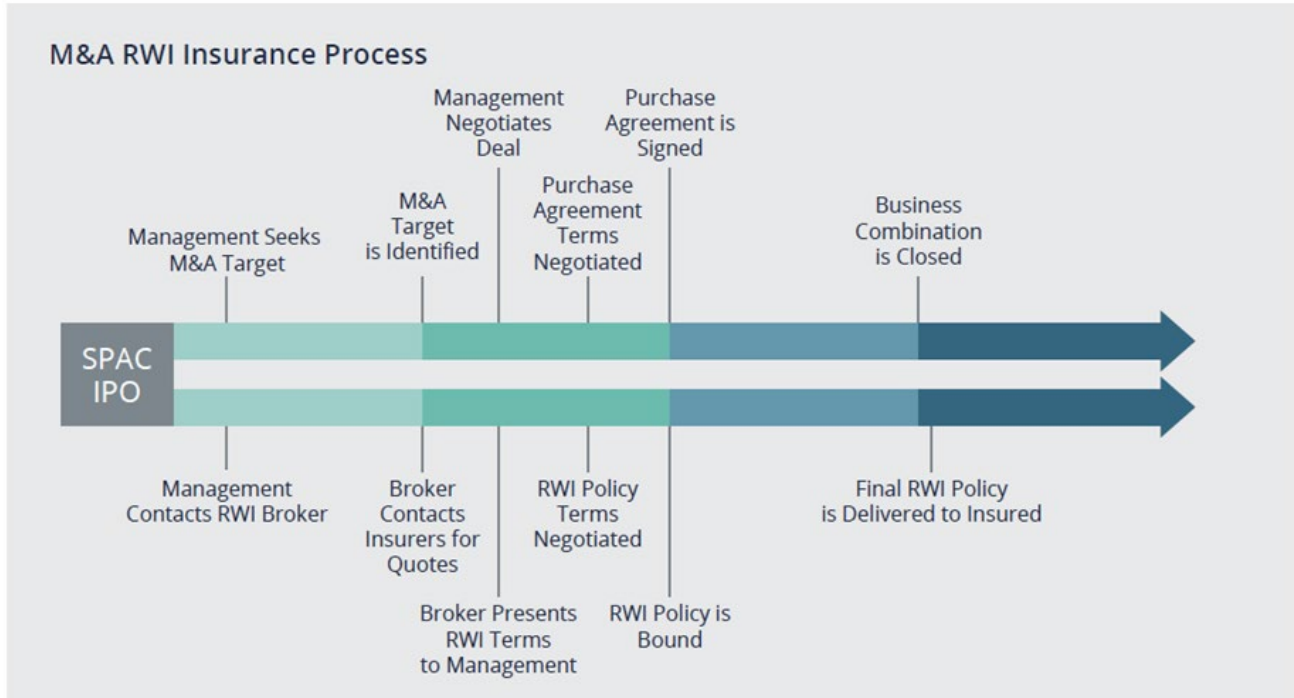 M&A RWI Insurance Process
Management
Negotiates
Deal
Purchase
Agreement is
Signed
Management Seeks
M&A Target
M&A
Target
is Identified
Purchase
Agreement
Terms
Negotiated
Business
Combination
is Closed
SPAC
IPO
Management
Contacts RWI Broker
Broker
Contacts
Insurers for
Quotes
RWI Policy
Terms
Negotiated
Final RWI Policy
is Delivered to Insured
Broker Presents
RWI Terms
to Management
RWI Policy is
Bound